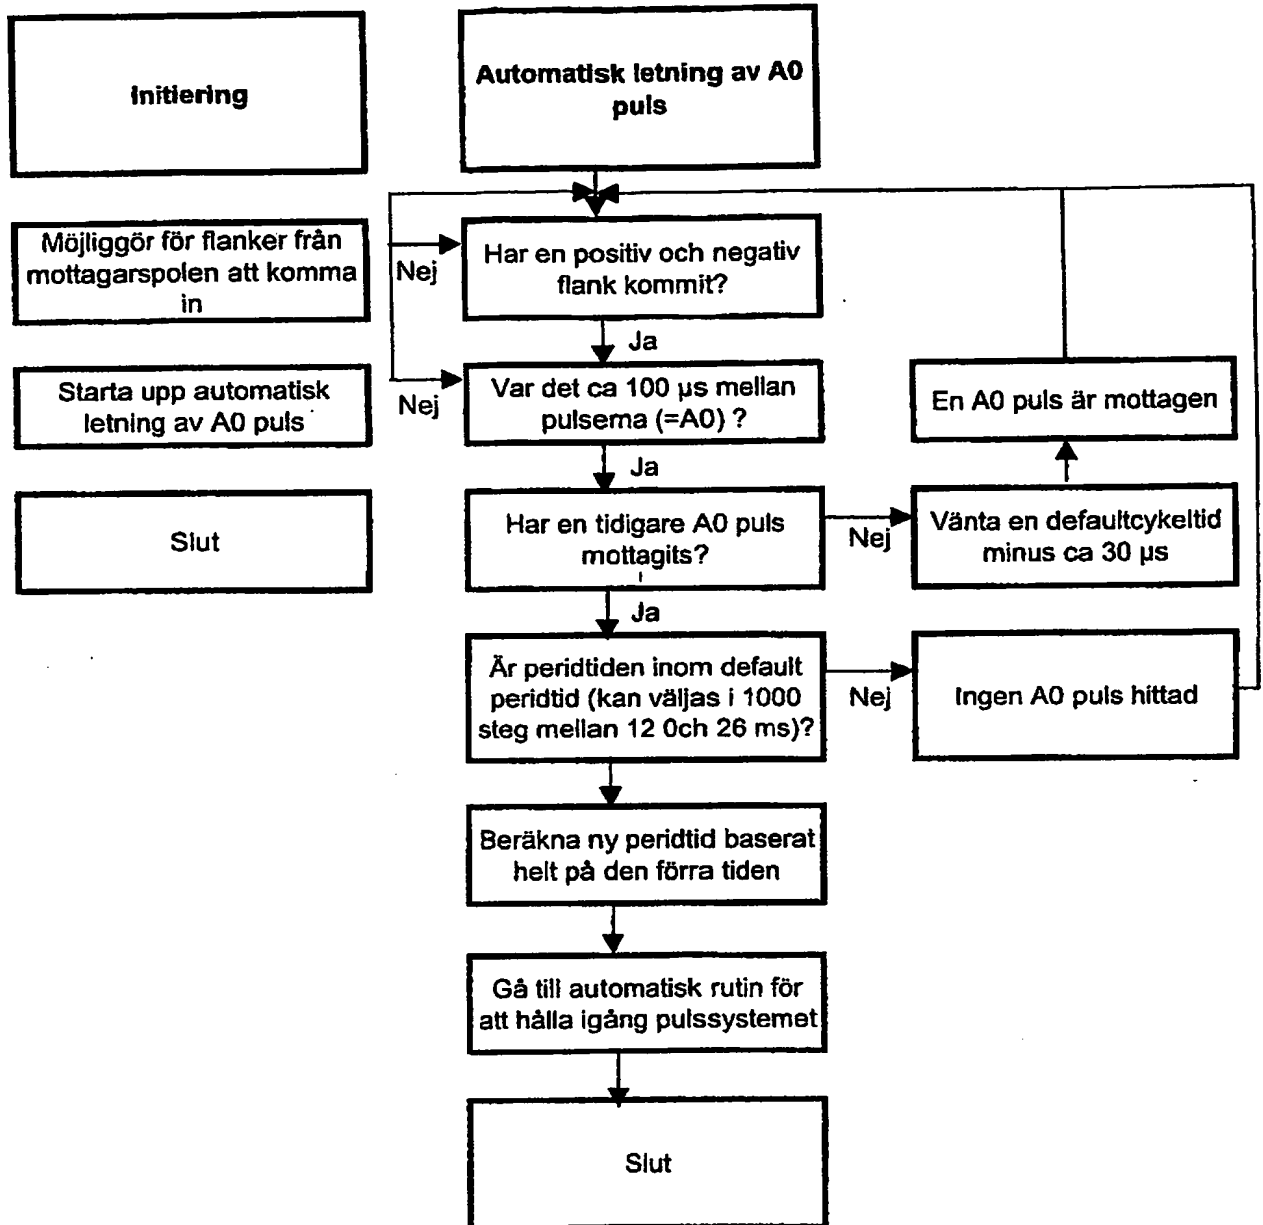 Initiering
Möjliggör för flanker från
mottagarspolen att komma
in
Starta upp automatisk
letning av A0 puls
Slut
Automatisk letning av A0
puls
Nej
Har en positiv och negativ
flank kommit?
Ja
Nej
Var det ca 100 µs mellan
pulserna (=A0) ?
Ja
Har en tidigare A0 puls
mottagits?
Nej
Vänta en defaultcykeltid
minus ca 30 µs
En A0 puls är mottagen
Ja
Är peridtiden inom default
peridtid (kan väljas i 1000
steg mellan 12 0ch 26 ms)?
Nej
Ingen A0 puls hittad
Beräkna ny peridtid baserat
helt på den förra tiden
Gå till automatisk rutin för
att hålla igång pulssystemet
Slut